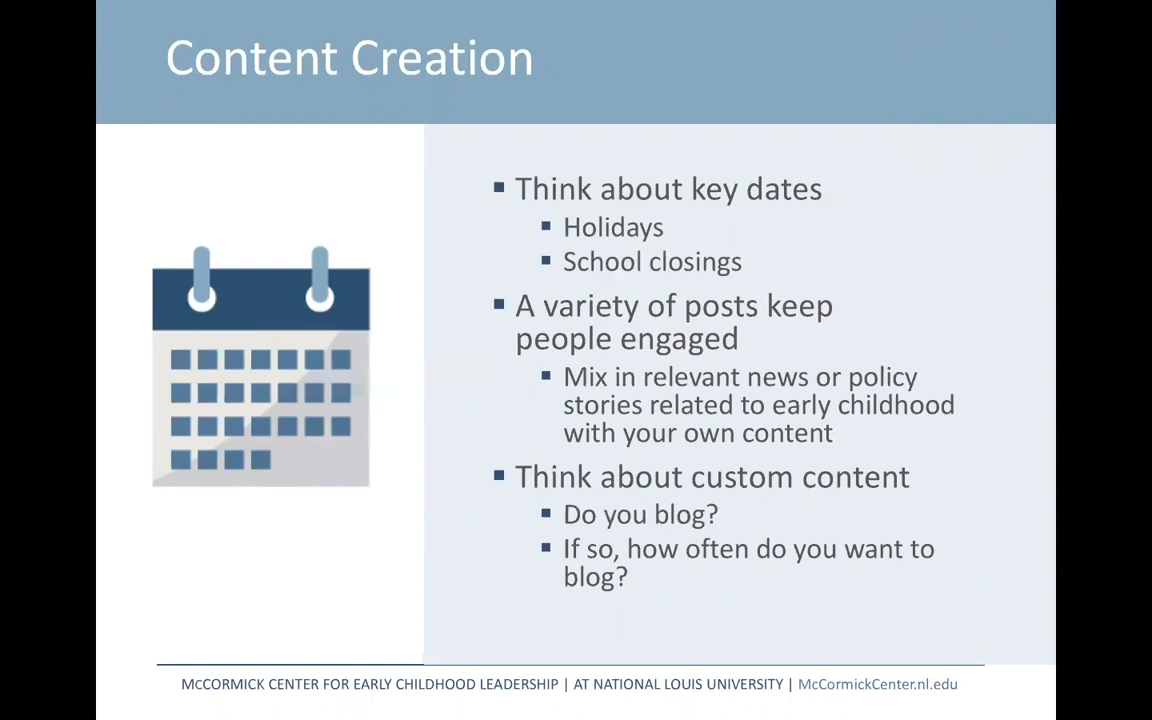 Content Creation
Think about key dates
Holidays
School closings
A variety of posts keep
people engaged
Mix in relevant news or policy
stories related to early childhood
with your own content
Think about custom content
Do you blog?
If so, how often do you want to
blog?
McCORMICK CENTER FOR EARLY CHILDHOOD LEADERSHIP | AT NATIONAL LOUIS UNIVERSITY | McCormickCenter.nl.edu